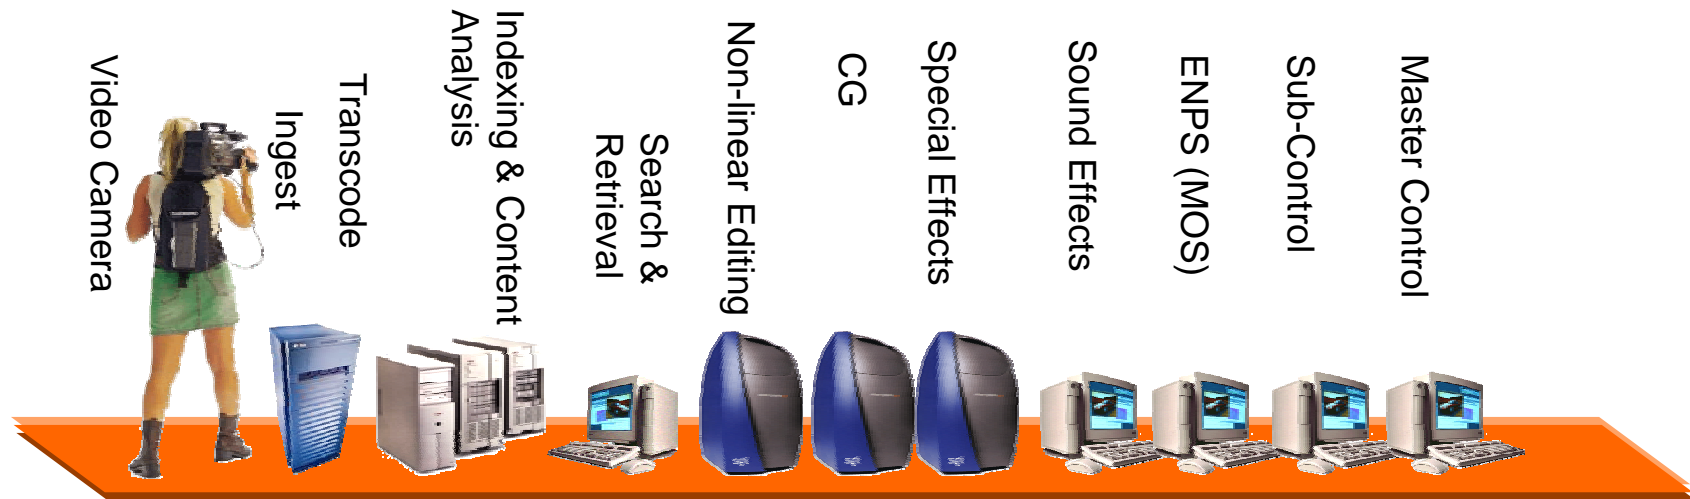 Video Camera
Ingest
Transcode
Indexing & Content
Analysis
Search &
Retrieval
Non-linear Editing
CG
Special Effects
Sound Effects
ENPS (MOS)
Sub-Control
Master Control